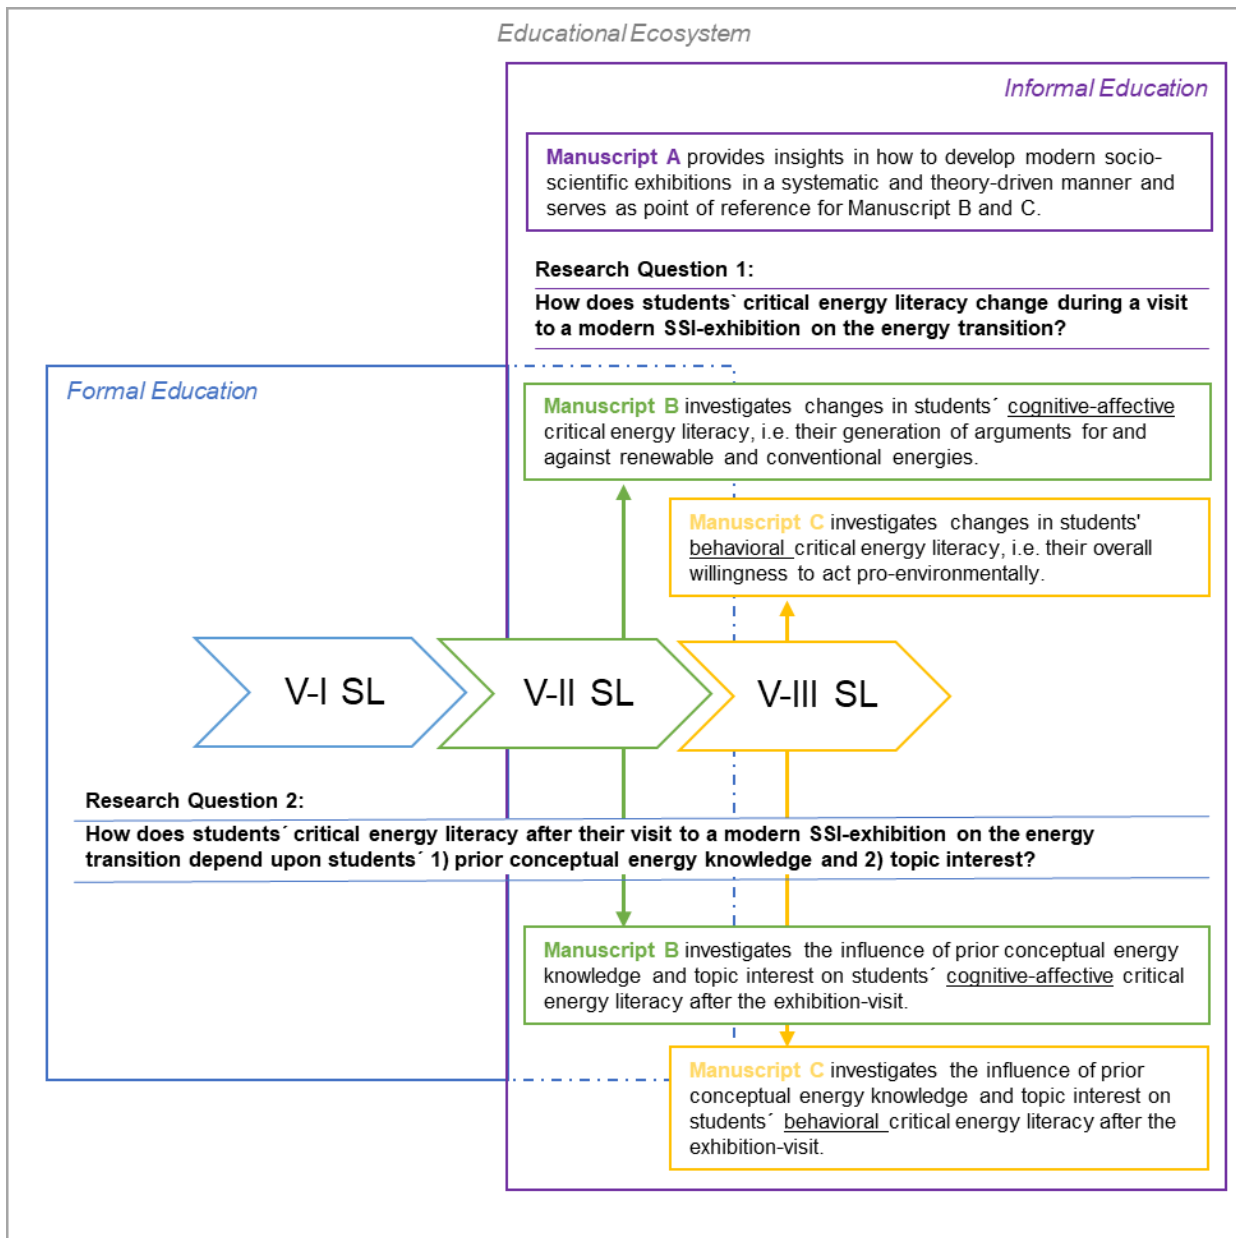 Educational Ecosystem
Informal Education
Manuscript A provides insights in how to develop modern socio-
scientific exhibitions in a systematic and theory-driven manner and
serves as point of reference for Manuscript B and C.
Research Question 1:
How does students` critical energy literacy change during a visit
to a modern SSI-exhibition on the energy transition?
Formal Education
Manuscript B investigates changes in students´ cognitive-affective
critical energy literacy, i.e. their generation of arguments for and
against renewable and conventional energies.
Manuscript C investigates changes in students'
behavioral critical energy literacy, i.e. their overall
willingness to act pro-environmentally.
V-I SL
V-II SL
V-III SL
Research Question 2:
How does students´ critical energy literacy after their visit to a modern SSI-exhibition on the energy
transition depend upon students´ 1) prior conceptual energy knowledge and 2) topic interest?
Manuscript B investigates the influence of prior conceptual energy
knowledge and topic interest on students´ cognitive-affective critical
energy literacy after the exhibition-visit.
Manuscript C investigates the influence of prior
conceptual energy knowledge and topic interest on
students´ behavioral critical energy literacy after the
exhibition-visit.